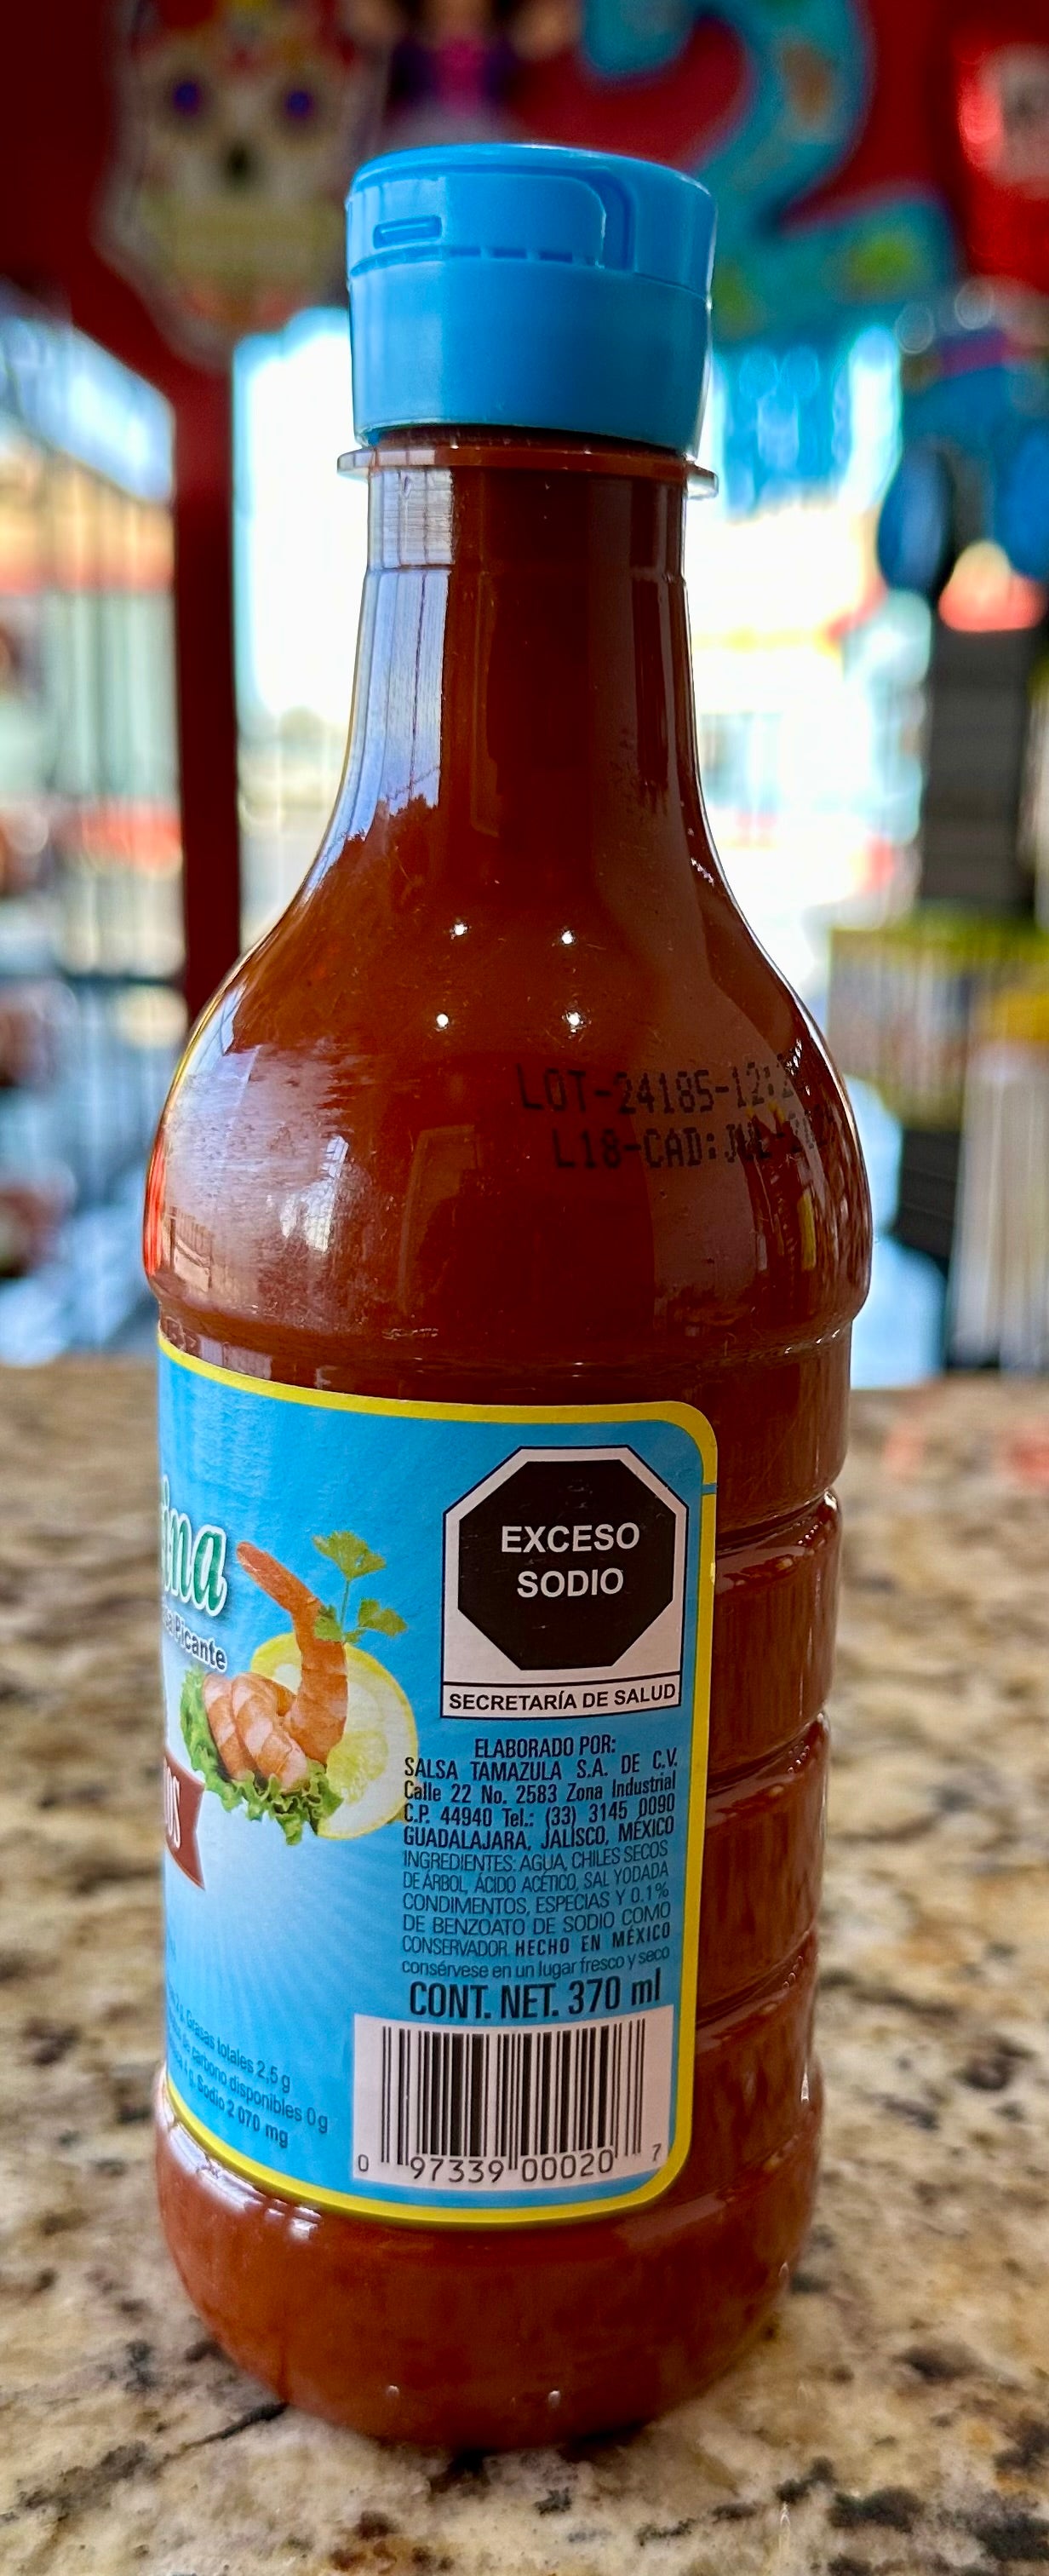 LOT-24185-12:
L18-CAD:JUL
EXCESO
SODIO
SECRETARÍA DE SALUD
Picante
ELABORADO POR:
SALSA TAMAZULA S.A. DE C.V.
Calle 22 No. 2583 Zona Industrial
C.P. 44940 Tel.: (33) 3145 0090
GUADALAJARA, JALISCO, MÉXICO
INGREDIENTES: AGUA, CHILES SECOS
DE ÁRBOL, ÁCIDO ACÉTICO, SAL YODADA
CONDIMENTOS, ESPECIAS Y 0.1%
DE BENZOATO DE SODIO COMO
CONSERVADOR. HECHO EN MÉXICO
consérvese en un lugar fresco y seco
CONT. NET. 370 ml
Grasas totales 2,5 g
carbono disponibles 0 g
Sodio 2 070 mg
0 97339 00020 7